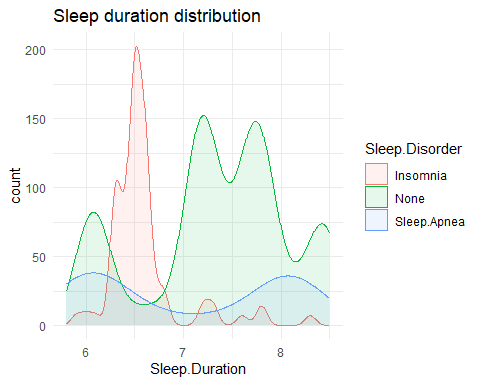 Sleep duration distribution
200
150
100
50
0
count
6 7 8
Sleep.Duration
Sleep.Disorder
Insomnia
None
Sleep.Apnea